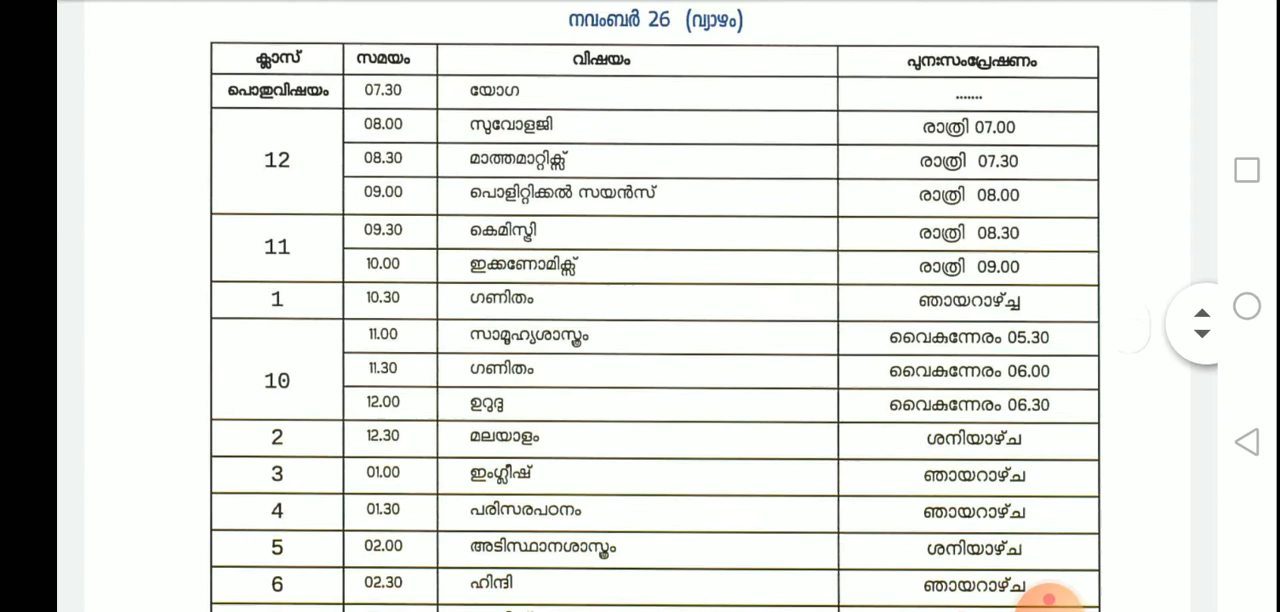 നവംബർ 26 (വ്യാഴം)
ക്ലാസ് സമയം വിഷയം പുനഃസംപ്രേഷണം
പൊതുവിഷയം 07.30 യോഗ .......
12 08.00 സുവോളജി രാത്രി 07.00
08.30 മാത്തമാറ്റിക്സ് രാത്രി 07.30
09.00 പൊളിറ്റിക്കൽ സയൻസ് രാത്രി 08.00
11 09.30 കെമിസ്ട്രി രാത്രി 08.30
10.00 ഇക്കണോമിക്സ് രാത്രി 09.00
1 10.30 ഗണിതം ഞായറാഴ്ച്ച
10 11.00 സാമൂഹ്യശാസ്ത്രം വൈകുന്നേരം 05.30
11.30 ഗണിതം വൈകുന്നേരം 06.00
12.00 ഉറുദു വൈകുന്നേരം 06.30
2 12.30 മലയാളം ശനിയാഴ്ച
3 01.00 ഇംഗ്ലീഷ് ഞായറാഴ്ച
4 01.30 പരിസരപഠനം ഞായറാഴ്ച
5 02.00 അടിസ്ഥാനശാസ്ത്രം ശനിയാഴ്ച
6 02.30 ഹിന്ദി ഞായറാഴ്ച